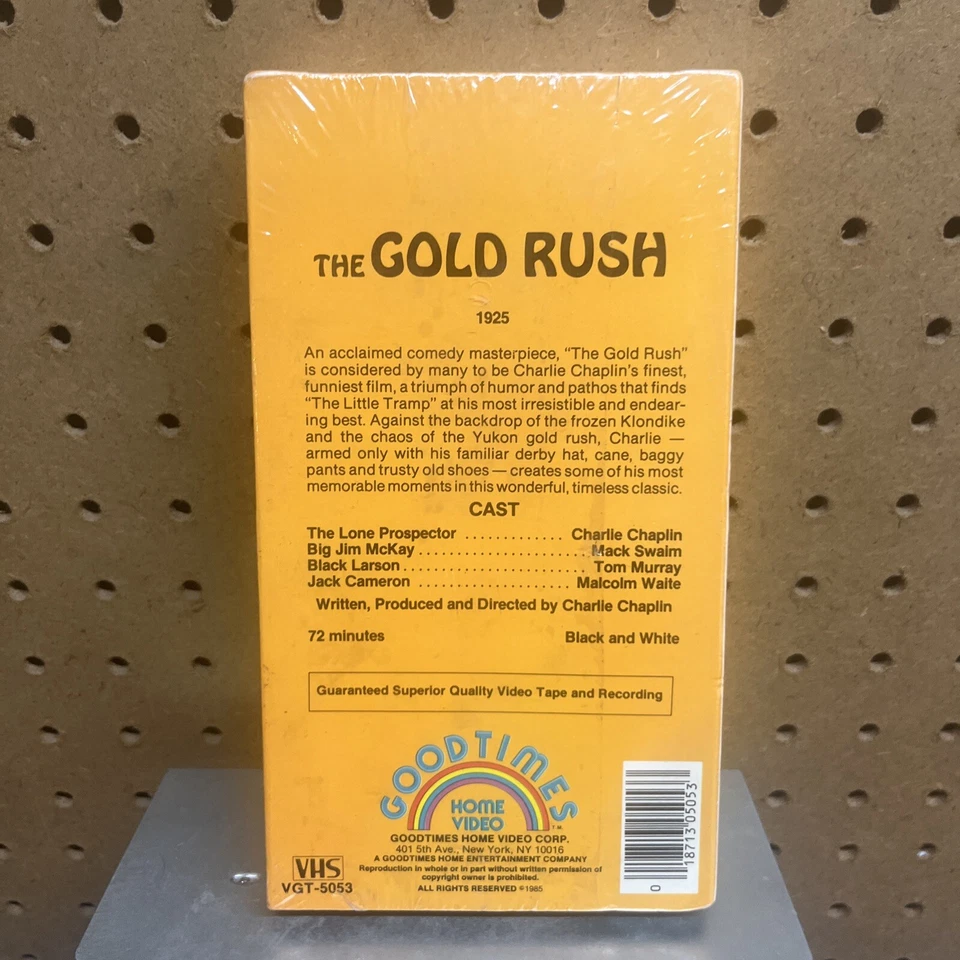 THE GOLD RUSH
1925
An acclaimed comedy masterpiece, “The Gold Rush”
is considered by many to be Charlie Chaplin’s finest,
funniest film, a triumph of humor and pathos that finds
“The Little Tramp” at his most irresistible and endear-
ing best. Against the backdrop of the frozen Klondike
and the chaos of the Yukon gold rush, Charlie —
armed only with his familiar derby hat, cane, baggy
pants and trusty old shoes — creates some of his most
memorable moments in this wonderful, timeless classic.
CAST
The Lone Prospector ............. Charlie Chaplin
Big Jim McKay ...................... Mack Swaim
Black Larson ........................ Tom Murray
Jack Cameron .................... Malcolm Waite
Written, Produced and Directed by Charlie Chaplin
72 minutes Black and White
Guaranteed Superior Quality Video Tape and Recording
GOODTIMES
HOME
VIDEO
T.M.
GOODTIMES HOME VIDEO CORP.
401 5th Ave., New York, NY 10016
A GOODTIMES HOME ENTERTAINMENT COMPANY
Reproduction in whole or in part without written permission of
copyright owner is prohibited.
ALL RIGHTS RESERVED ©1985
VHS
VGT-5053
0 18713 05053